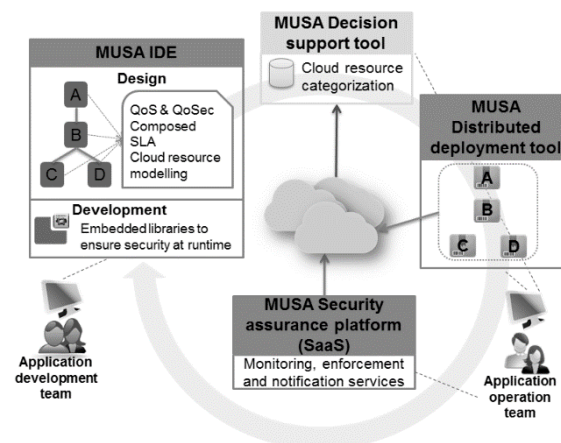 MUSA IDE
Design
A
B
C
D
QoS & QoSec
Composed
SLA
Cloud resource
modelling
Development
Embedded libraries to
ensure security at runtime
Application
development
team
MUSA Decision
support tool
Cloud resource
categorization
MUSA
Distributed
deployment tool
A
B
C
D
MUSA Security
assurance platform
(SaaS)
Monitoring, enforcement
and notification services
Application
operation
team